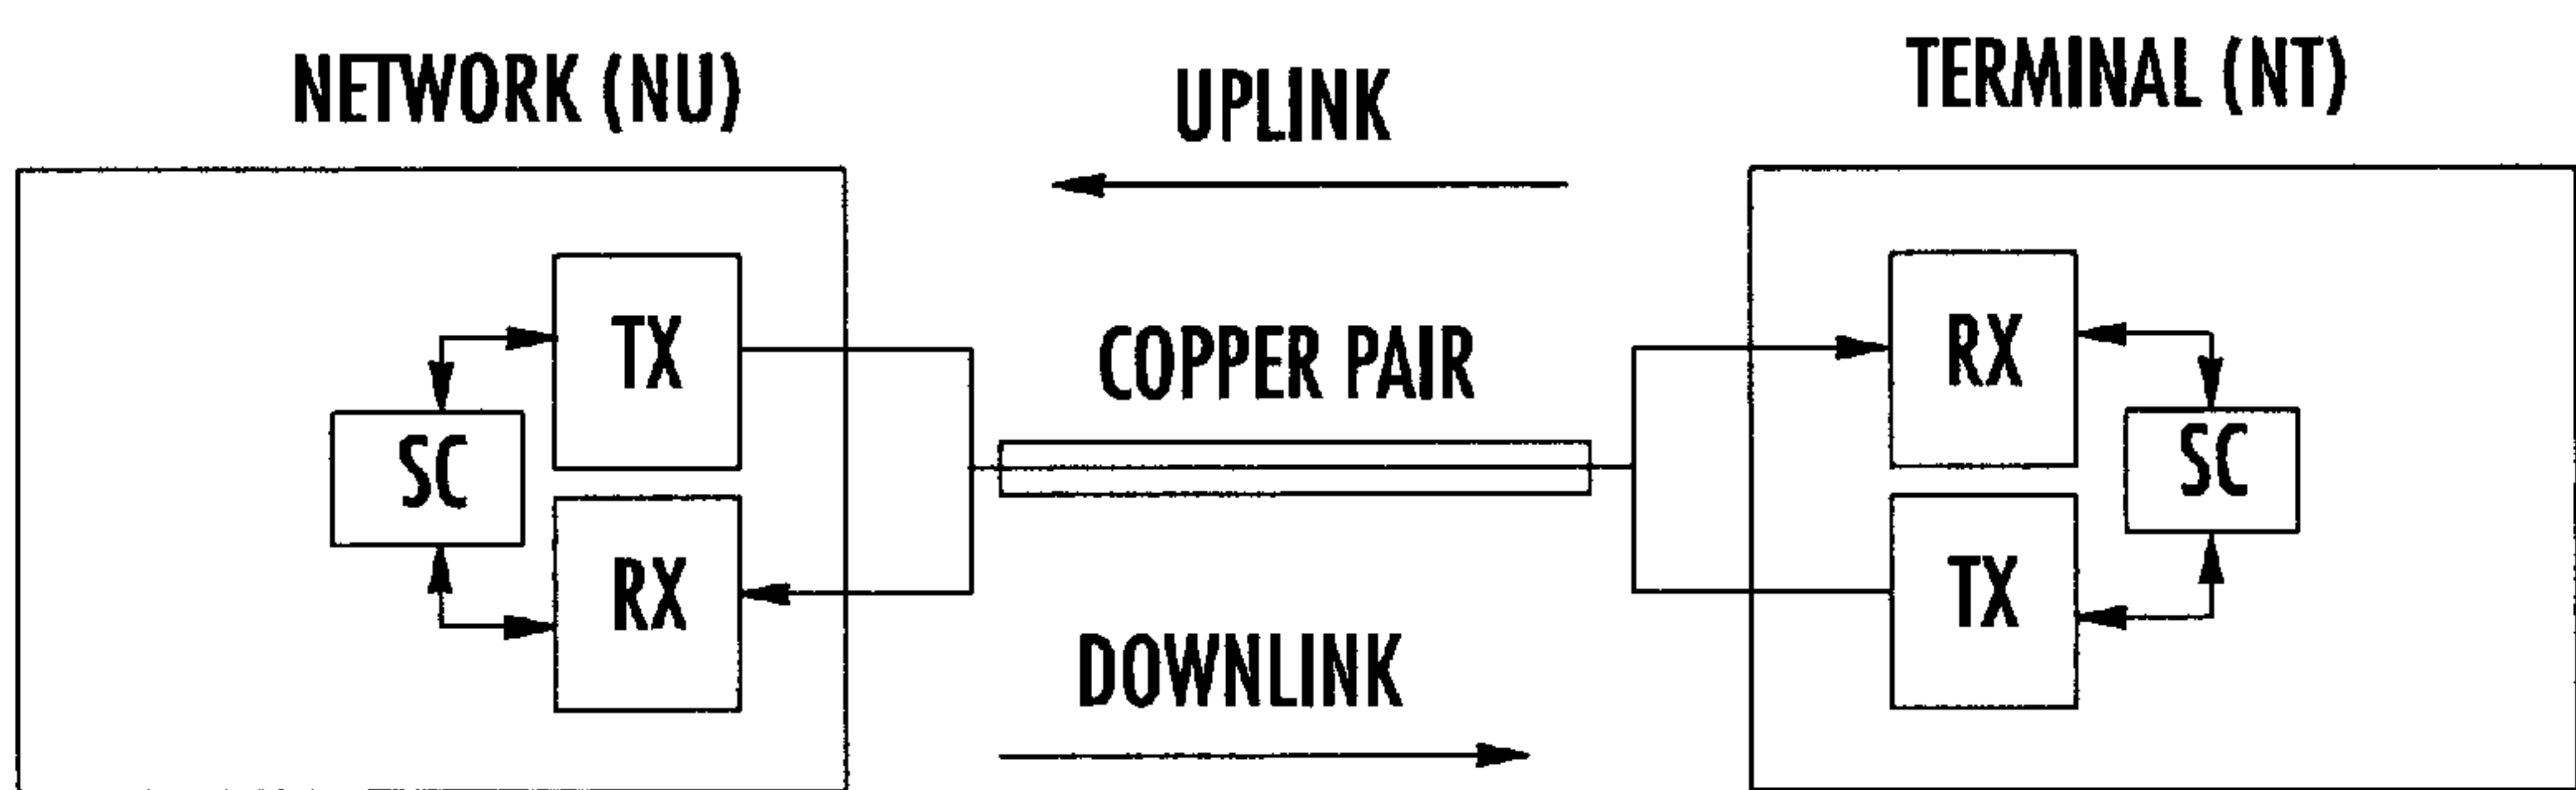 NETWORK (NU)
UPLINK
TERMINAL (NT)
TX
SC
RX
COPPER PAIR
RX
SC
TX
DOWNLINK